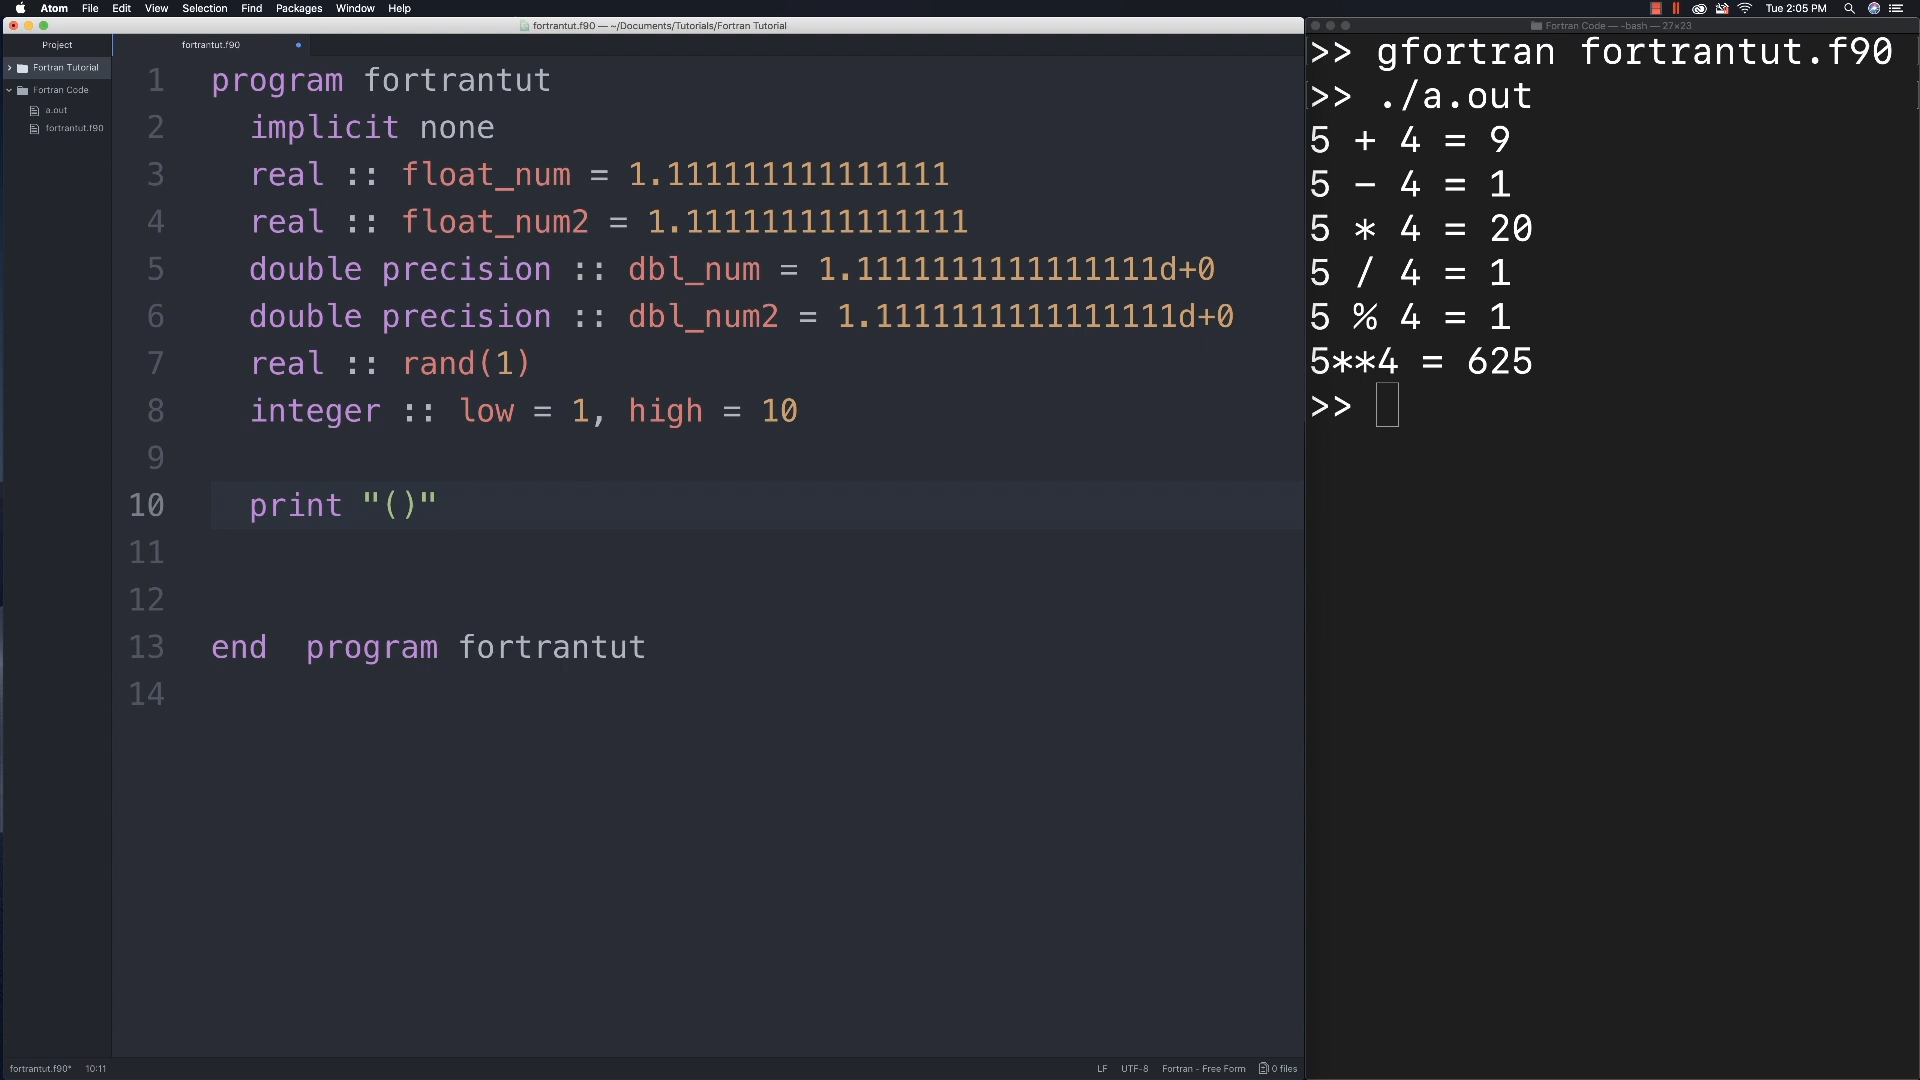 Atom File Edit View Selection Find Packages Window Help
Tue 2:05 PM
fortrantut.f90 — ~/Documents/Tutorials/Fortran Tutorial
Project
Fortran Tutorial
Fortran Code
a.out
fortrantut.f90
fortrantut.f90
1 program fortrantut
2 implicit none
3 real :: float_num = 1.111111111111111
4 real :: float_num2 = 1.111111111111111
5 double precision :: dbl_num = 1.1111111111111111d+0
6 double precision :: dbl_num2 = 1.1111111111111111d+0
7 real :: rand(1)
8 integer :: low = 1, high = 10
9
10 print "()"
11
12
13 end  program fortrantut
14
fortrantut.f90* 10:11
LF UTF-8 Fortran - Free Form 0 files
Fortran Code — -bash — 27×23
>> gfortran fortrantut.f90
>> ./a.out
5 + 4 = 9
5 - 4 = 1
5 * 4 = 20
5 / 4 = 1
5 % 4 = 1
5**4 = 625
>>